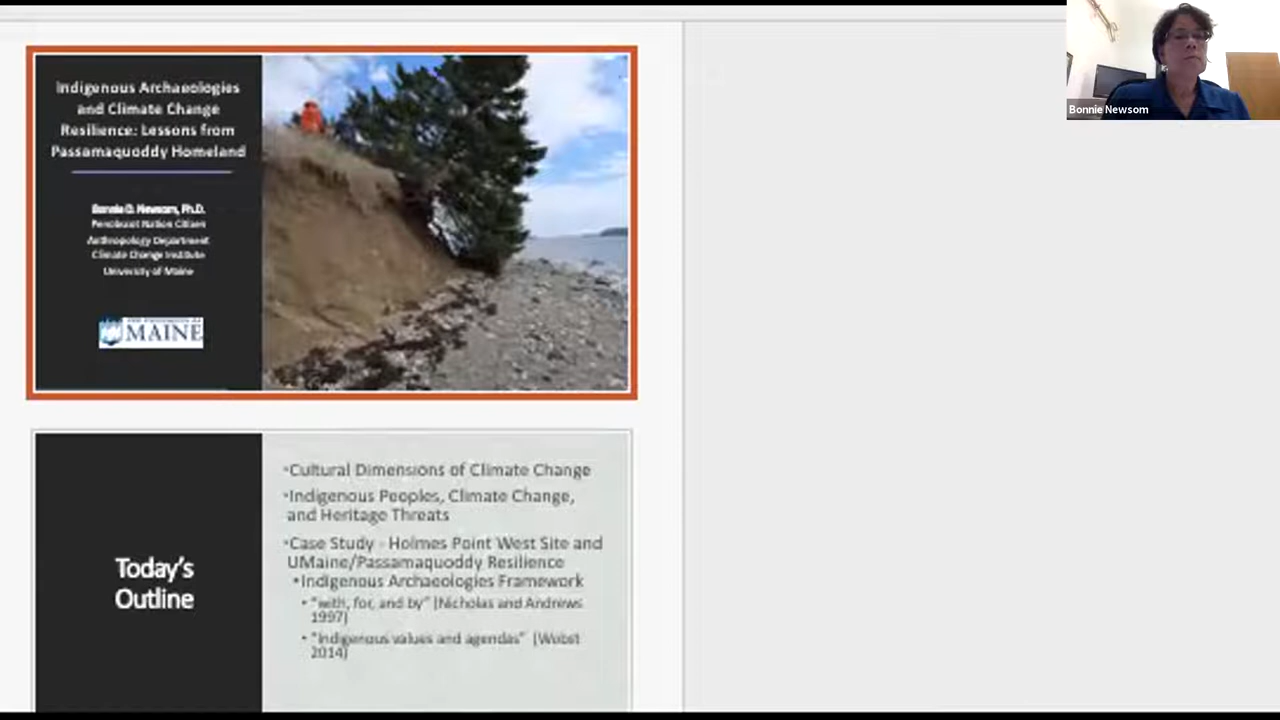 Indigenous Archaeologies
and Climate Change
Resilience: Lessons from
Passamaquoddy Homeland
Bonnie D. Newsom, Ph.D.
Penobscot Nation Citizen
Anthropology Department
Climate Change Institute
University of Maine
MAINE
Bonnie Newsom
Today's
Outline
•Cultural Dimensions of Climate Change
•Indigenous Peoples, Climate Change,
and Heritage Threats
•Case Study - Holmes Point West Site and
UMaine/Passamaquoddy Resilience
•Indigenous Archaeologies Framework
• "with, for, and by" (Nicholas and Andrews
1997)
• "Indigenous values and agendas" (Wobst
2014)